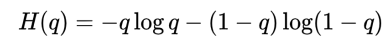 H(q) = −q log q − (1 − q) log(1 − q)